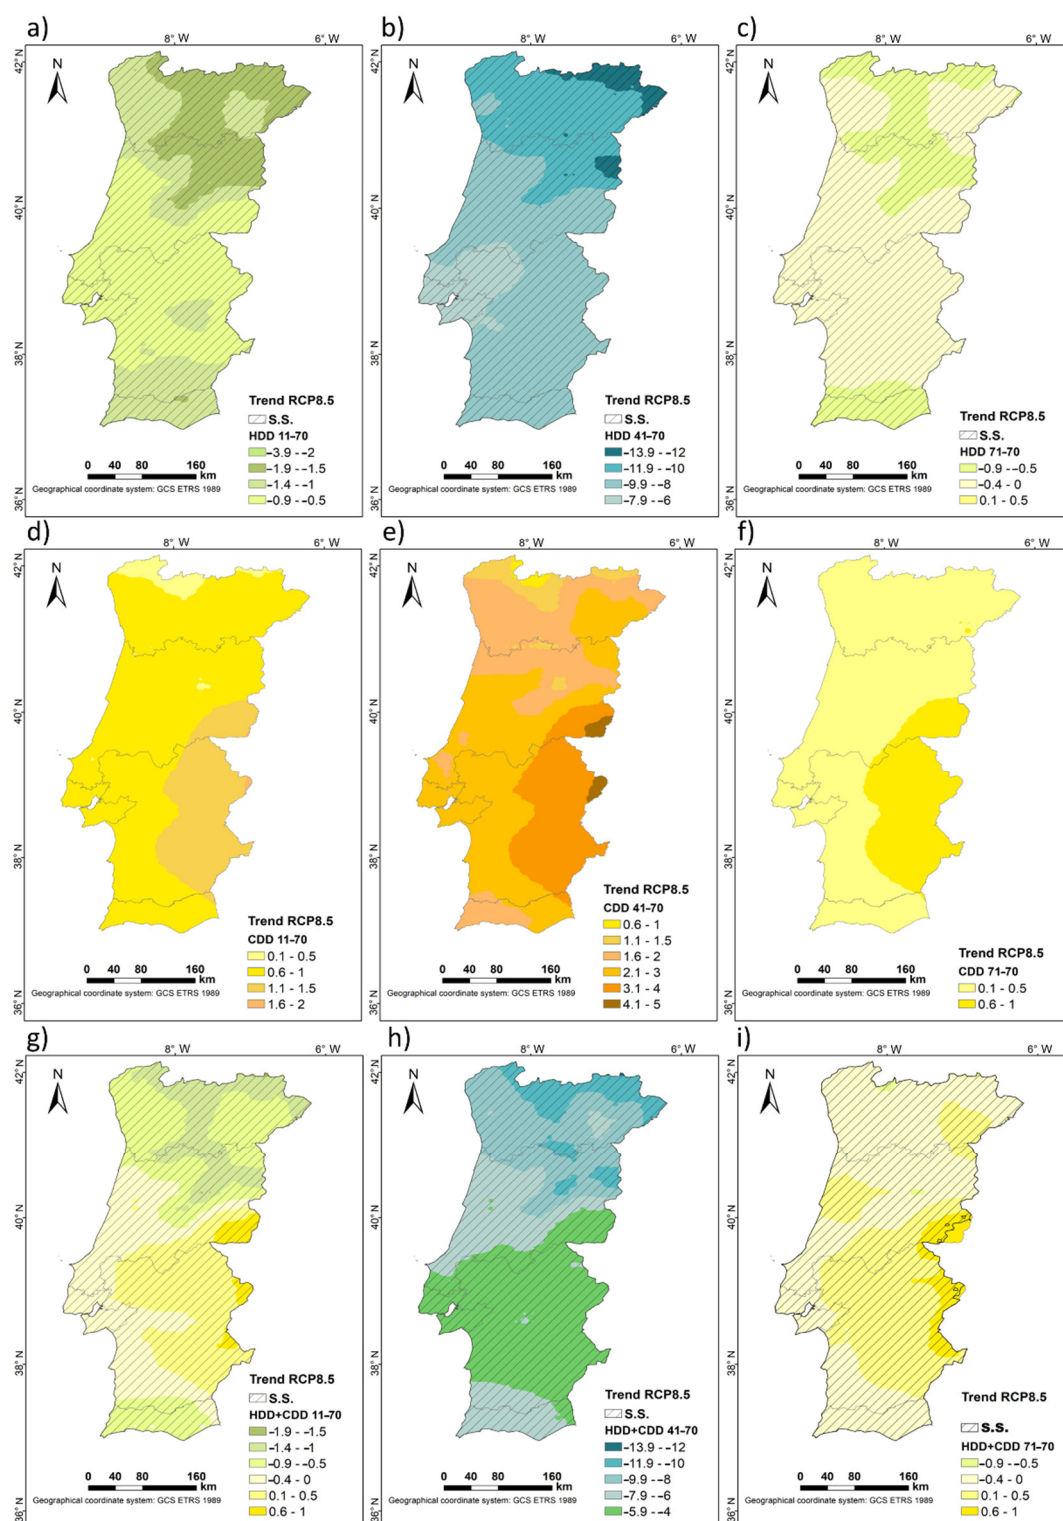 a)
8° W
6° W
42° N
40° N
38° N
36° N
N
Trend RCP8.5
S.S.
HDD 11–70
–3.9 - –2
–1.9 - –1.5
–1.4 - –1
–0.9 - –0.5
0 40 80 160
km
Geographical coordinate system: GCS ETRS 1989
b)
8° W
6° W
42° N
40° N
38° N
36° N
N
Trend RCP8.5
S.S.
HDD 41–70
–13.9 - –12
–11.9 - –10
–9.9 - –8
–7.9 - –6
0 40 80 160
km
Geographical coordinate system: GCS ETRS 1989
c)
8° W
6° W
42° N
40° N
38° N
36° N
N
Trend RCP8.5
S.S.
HDD 71–70
–0.9 - –0.5
–0.4 - 0
0.1 - 0.5
0 40 80 160
km
Geographical coordinate system: GCS ETRS 1989
d)
8° W
6° W
42° N
40° N
38° N
36° N
N
Trend RCP8.5
CDD 11–70
0.1 - 0.5
0.6 - 1
1.1 - 1.5
1.6 - 2
0 40 80 160
km
Geographical coordinate system: GCS ETRS 1989
e)
8° W
6° W
42° N
40° N
38° N
36° N
N
Trend RCP8.5
CDD 41–70
0.6 - 1
1.1 - 1.5
1.6 - 2
2.1 - 3
3.1 - 4
4.1 - 5
0 40 80 160
km
Geographical coordinate system: GCS ETRS 1989
f)
8° W
6° W
42° N
40° N
38° N
36° N
N
Trend RCP8.5
CDD 71–70
0.1 - 0.5
0.6 - 1
0 40 80 160
km
Geographical coordinate system: GCS ETRS 1989
g)
8° W
6° W
42° N
40° N
38° N
36° N
N
Trend RCP8.5
S.S.
HDD+CDD 11–70
–1.9 - –1.5
–1.4 - –1
–0.9 - –0.5
–0.4 - 0
0.1 - 0.5
0.6 - 1
0 40 80 160
km
Geographical coordinate system: GCS ETRS 1989
h)
8° W
6° W
42° N
40° N
38° N
36° N
N
Trend RCP8.5
S.S.
HDD+CDD 41–70
–13.9 - –12
–11.9 - –10
–9.9 - –8
–7.9 - –6
–5.9 - –4
0 40 80 160
km
Geographical coordinate system: GCS ETRS 1989
i)
8° W
6° W
42° N
40° N
38° N
36° N
N
Trend RCP8.5
S.S.
HDD+CDD 71–70
–0.9 - –0.5
–0.4 - 0
0.1 - 0.5
0.6 - 1
0 40 80 160
km
Geographical coordinate system: GCS ETRS 1989